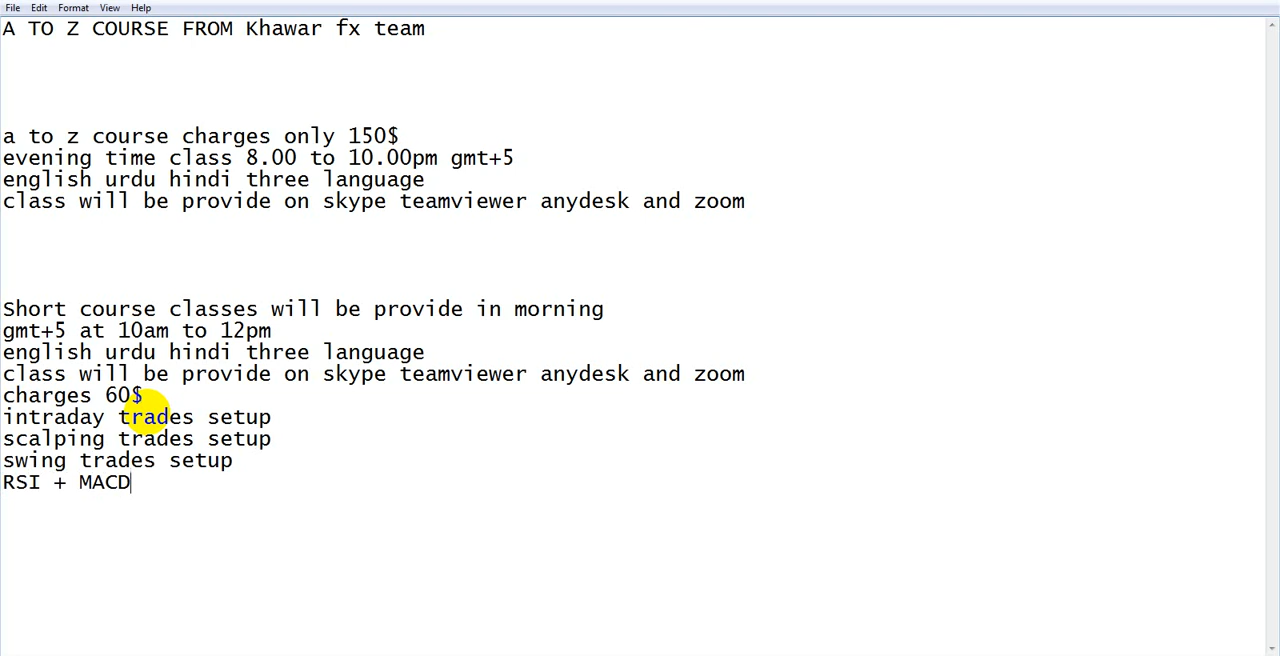 File Edit Format View Help
A TO Z COURSE FROM Khawar fx team
a to z course charges only 150$
evening time class 8.00 to 10.00pm gmt+5
english urdu hindi three language
class will be provide on skype teamviewer anydesk and zoom
Short course classes will be provide in morning
gmt+5 at 10am to 12pm
english urdu hindi three language
class will be provide on skype teamviewer anydesk and zoom
charges 60$
intraday trades setup
scalping trades setup
swing trades setup
RSI + MACD